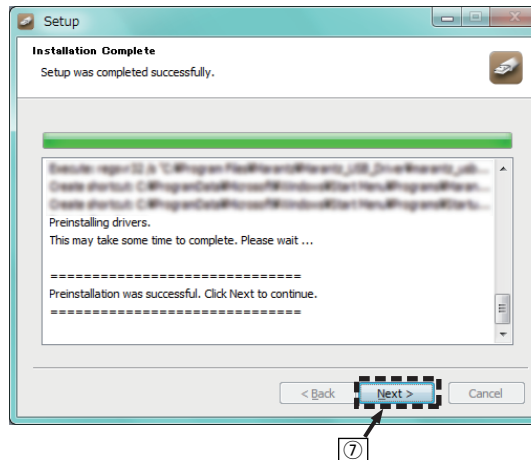 Setup
Installation Complete
Setup was completed successfully.
Preinstalling drivers.
This may take some time to complete. Please wait ...
==============================
Preinstallation was successful. Click Next to continue.
==============================
< Back
Next >
Cancel
⑦